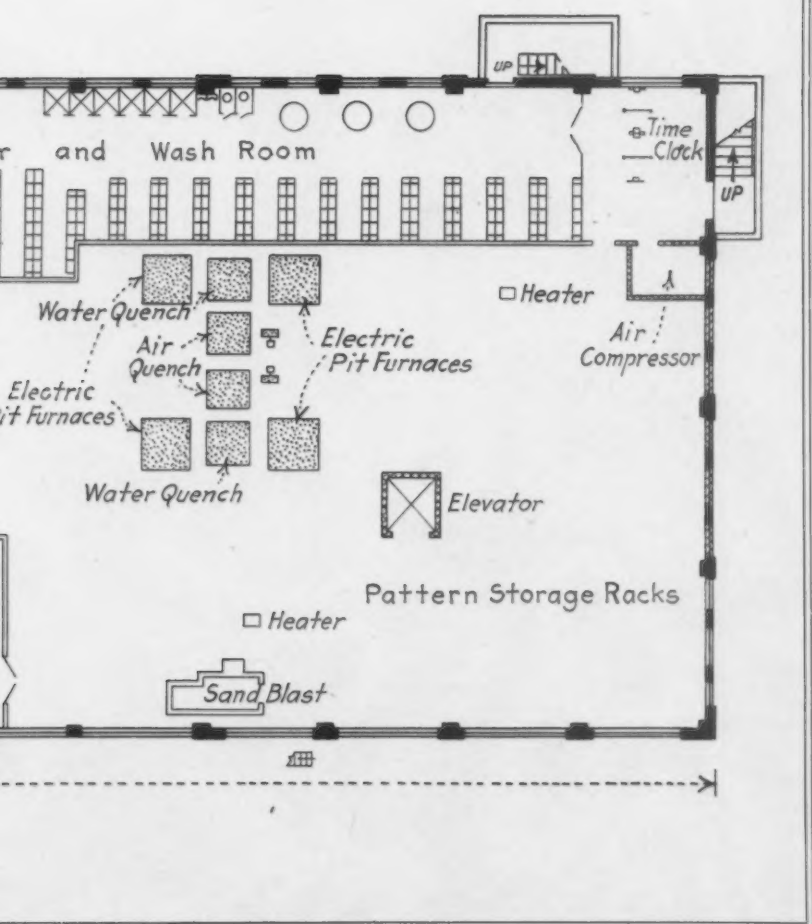 UP
and Wash Room
Time
Clock
UP
Water Quench
Heater
Air
Quench
Electric
Pit Furnaces
Air
Compressor
Electric
Pit Furnaces
Water Quench
Elevator
Pattern Storage Racks
Heater
Sand Blast